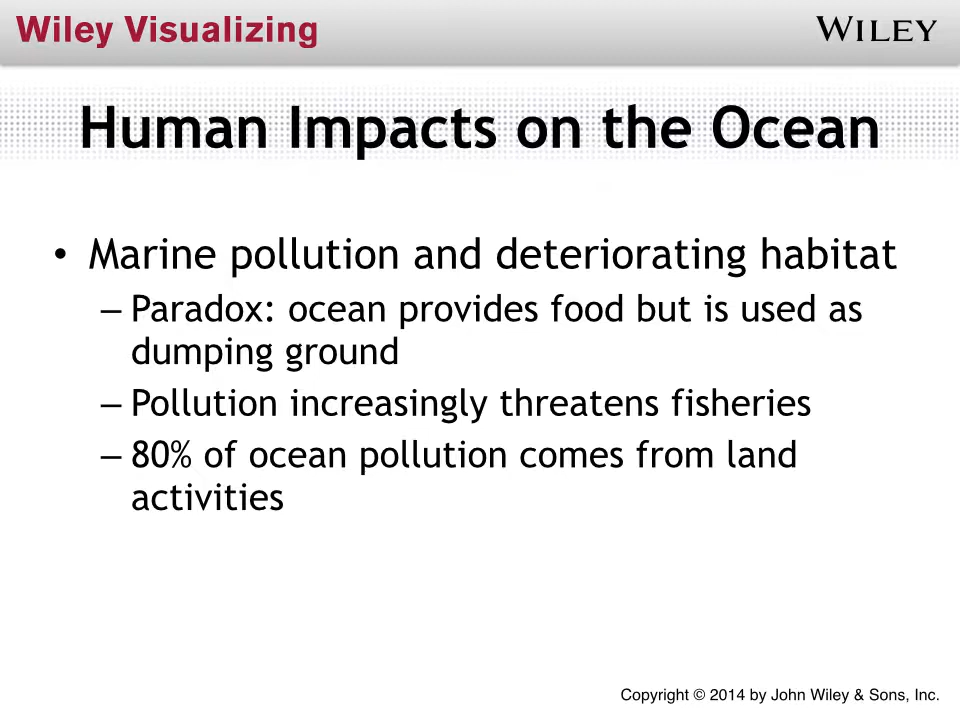 Wiley Visualizing
WILEY
Human Impacts on the Ocean
• Marine pollution and deteriorating habitat
– Paradox: ocean provides food but is used as
dumping ground
– Pollution increasingly threatens fisheries
– 80% of ocean pollution comes from land
activities
Copyright © 2014 by John Wiley & Sons, Inc.